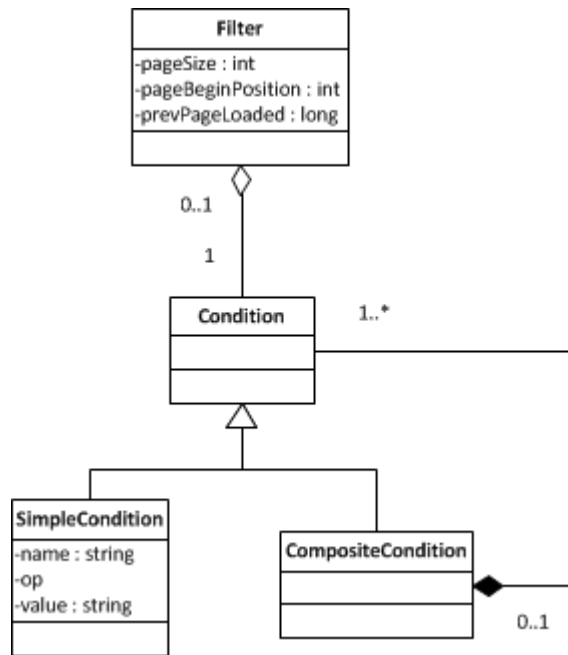 Filter
-pageSize : int
-pageBeginPosition : int
-prevPageLoaded : long
0..1
1
Condition
1..*
SimpleCondition
-name : string
-op
-value : string
CompositeCondition
0..1